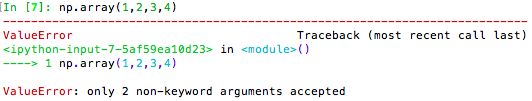 In [7]: np.array(1,2,3,4)
---------------------------------------------------------------------------
ValueError                                Traceback (most recent call last)
<ipython-input-7-5af59ea10d23> in <module>()
----> 1 np.array(1,2,3,4)

ValueError: only 2 non-keyword arguments accepted